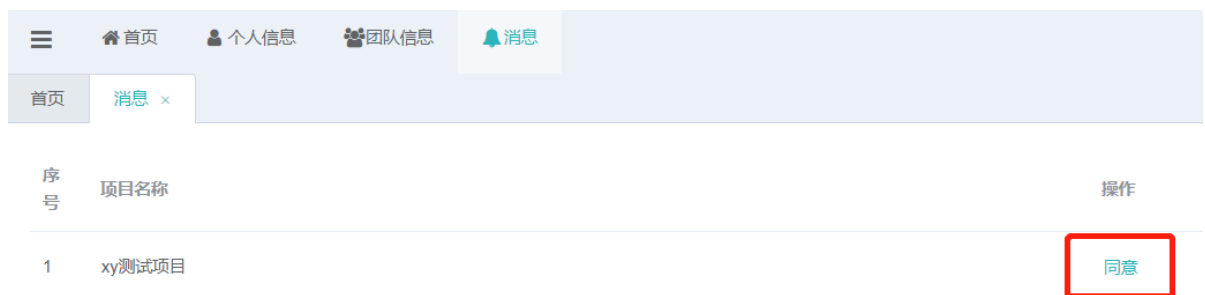 首页 个人信息 团队信息 消息
首页 消息 ×
序号 项目名称 操作
1 xy测试项目 同意